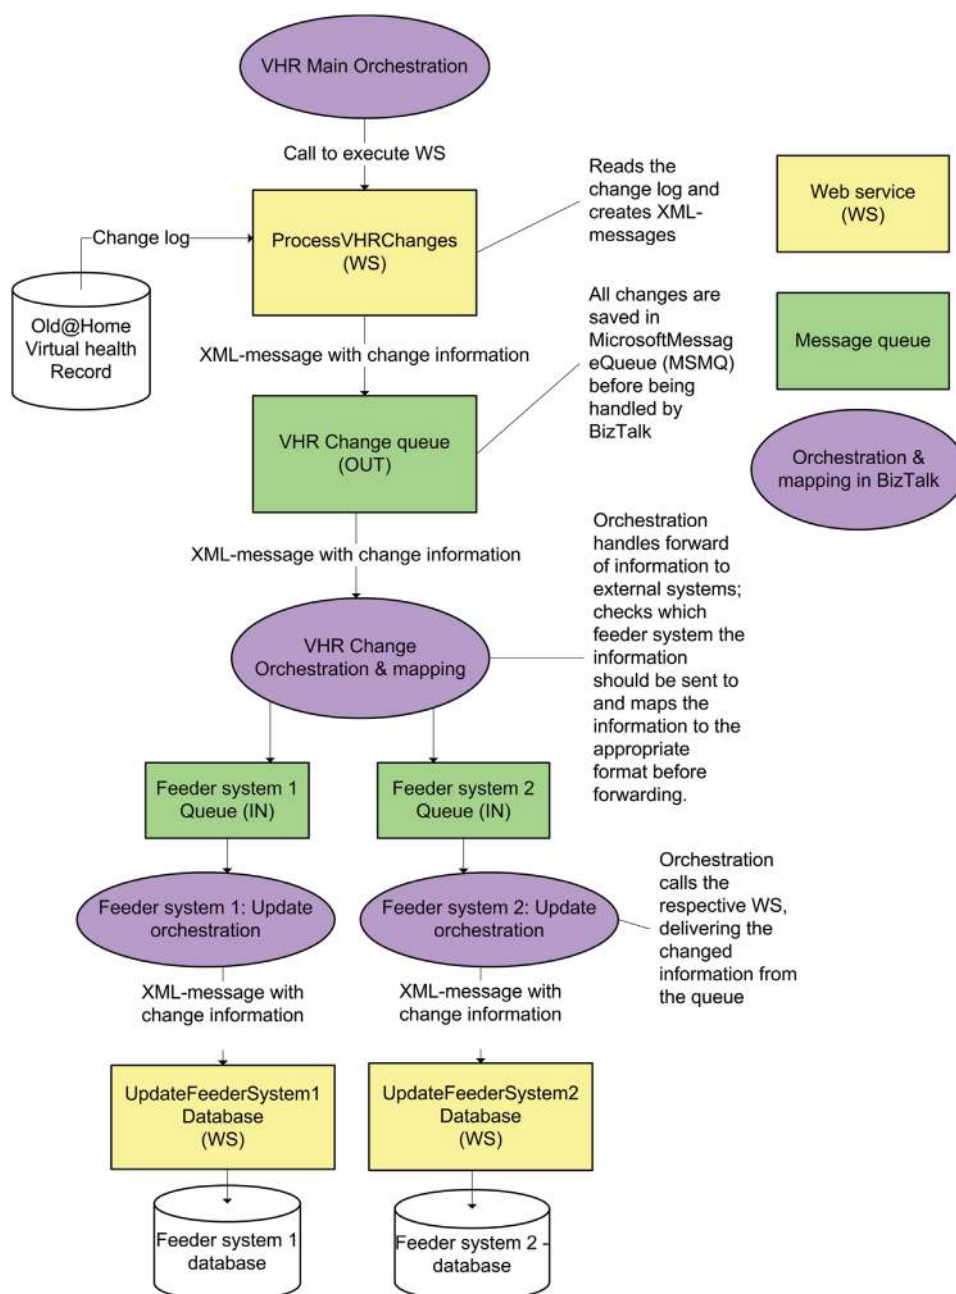 VHR Main Orchestration
Call to execute WS
Reads the
change log and
creates XML-
messages
Web service
(WS)
Change log
ProcessVHRChanges
(WS)
Old@Home
Virtual health
Record
All changes are
saved in
MicrosoftMessag
eQueue (MSMQ)
before being
handled by
BizTalk
Message queue
XML-message with change information
VHR Change queue
(OUT)
Orchestration &
mapping in BizTalk
XML-message with change information
Orchestration
handles forward
of information to
external systems;
checks which
feeder system the
information
should be sent to
and maps the
information to the
appropriate
format before
forwarding.
VHR Change
Orchestration & mapping
Feeder system 1
Queue (IN)
Feeder system 2
Queue (IN)
Feeder system 1: Update
orchestration
Feeder system 2: Update
orchestration
Orchestration
calls the
respective WS,
delivering the
changed
information from
the queue
XML-message with
change information
XML-message with
change information
UpdateFeederSystem1
Database
(WS)
UpdateFeederSystem2
Database
(WS)
Feeder system 1
database
Feeder system 2 -
database